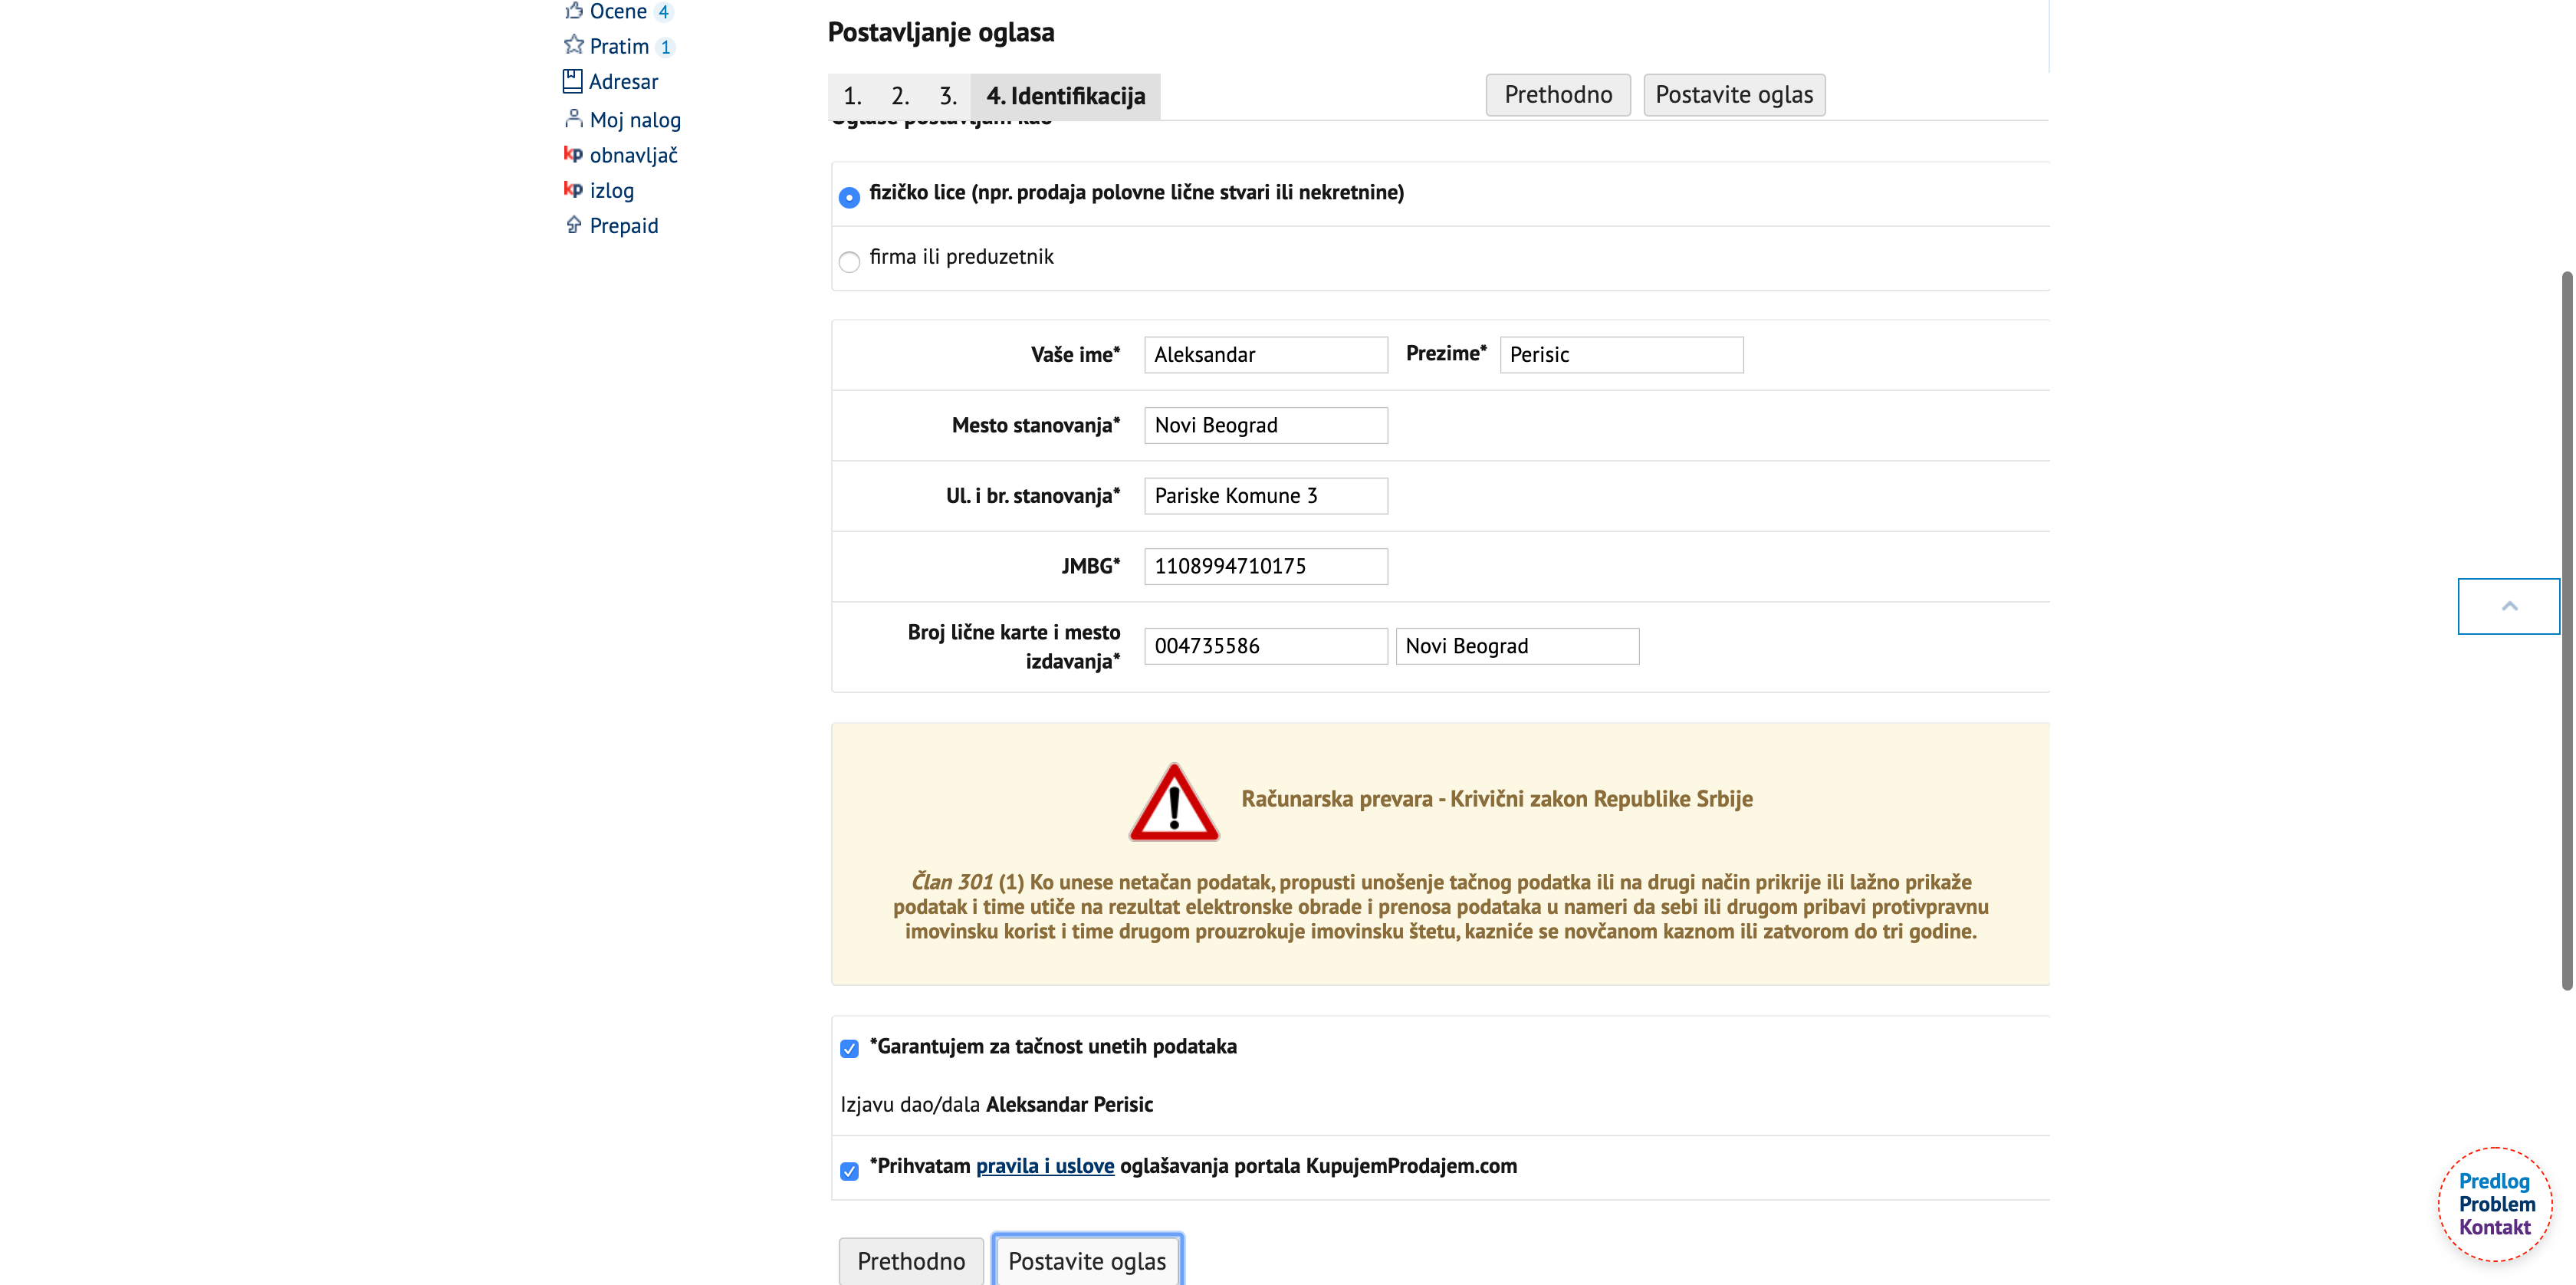 Ocene 4
Pratim 1
Adresar
Moj nalog
kp obnavljač
kp izlog
Prepaid
Postavljanje oglasa
1. 2. 3. 4. Identifikacija Prethodno Postavite oglas
Oglase postavljam kao
fizičko lice (npr. prodaja polovne lične stvari ili nekretnine)
firma ili preduzetnik
Vaše ime* Aleksandar Prezime* Perisic
Mesto stanovanja* Novi Beograd
Ul. i br. stanovanja* Pariske Komune 3
JMBG* 1108994710175
Broj lične karte i mesto
izdavanja* 004735586 Novi Beograd
Računarska prevara - Krivični zakon Republike Srbije
Član 301 (1) Ko unese netačan podatak, propusti unošenje tačnog podatka ili na drugi način prikrije ili lažno prikaže
podatak i time utiče na rezultat elektronske obrade i prenosa podataka u nameri da sebi ili drugom pribavi protivpravnu
imovinsku korist i time drugom prouzrokuje imovinsku štetu, kazniće se novčanom kaznom ili zatvorom do tri godine.
*Garantujem za tačnost unetih podataka
Izjavu dao/dala Aleksandar Perisic
*Prihvatam pravila i uslove oglašavanja portala KupujemProdajem.com
Prethodno Postavite oglas
Predlog
Problem
Kontakt